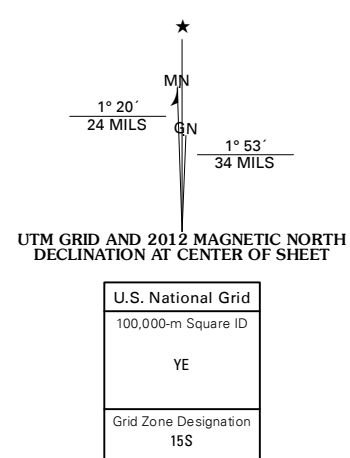 MN
1° 20´
24 MILS
GN
1° 53´
34 MILS
UTM GRID AND 2012 MAGNETIC NORTH
DECLINATION AT CENTER OF SHEET
U.S. National Grid
100,000-m Square ID
YE
Grid Zone Designation
15S